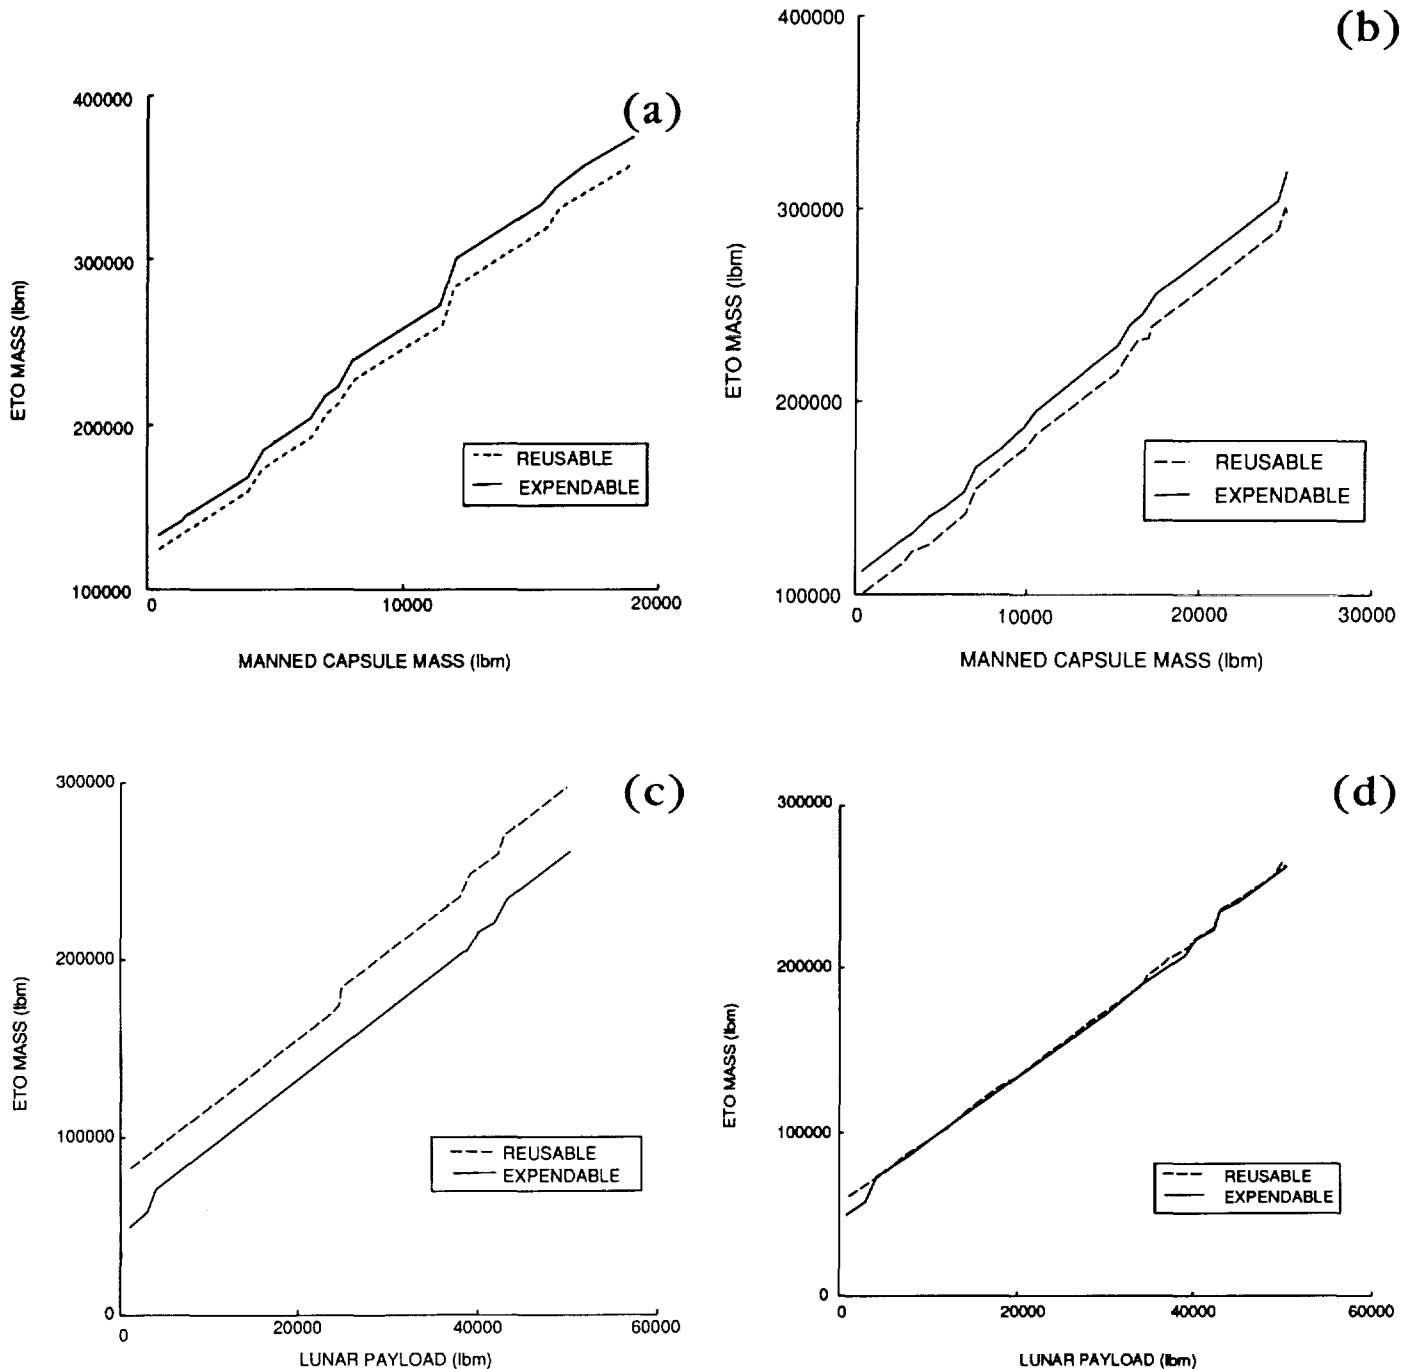 (a)
400000
300000
200000
100000
ETO MASS (lbm)
REUSABLE
EXPENDABLE
0
10000
20000
MANNED CAPSULE MASS (lbm)
(b)
400000
300000
200000
100000
ETO MASS (lbm)
REUSABLE
EXPENDABLE
0
10000
20000
30000
MANNED CAPSULE MASS (lbm)
(c)
300000
200000
100000
0
ETO MASS (lbm)
REUSABLE
EXPENDABLE
0
20000
40000
60000
LUNAR PAYLOAD (lbm)
(d)
300000
200000
100000
0
ETO MASS (lbm)
REUSABLE
EXPENDABLE
0
20000
40000
60000
LUNAR PAYLOAD (lbm)